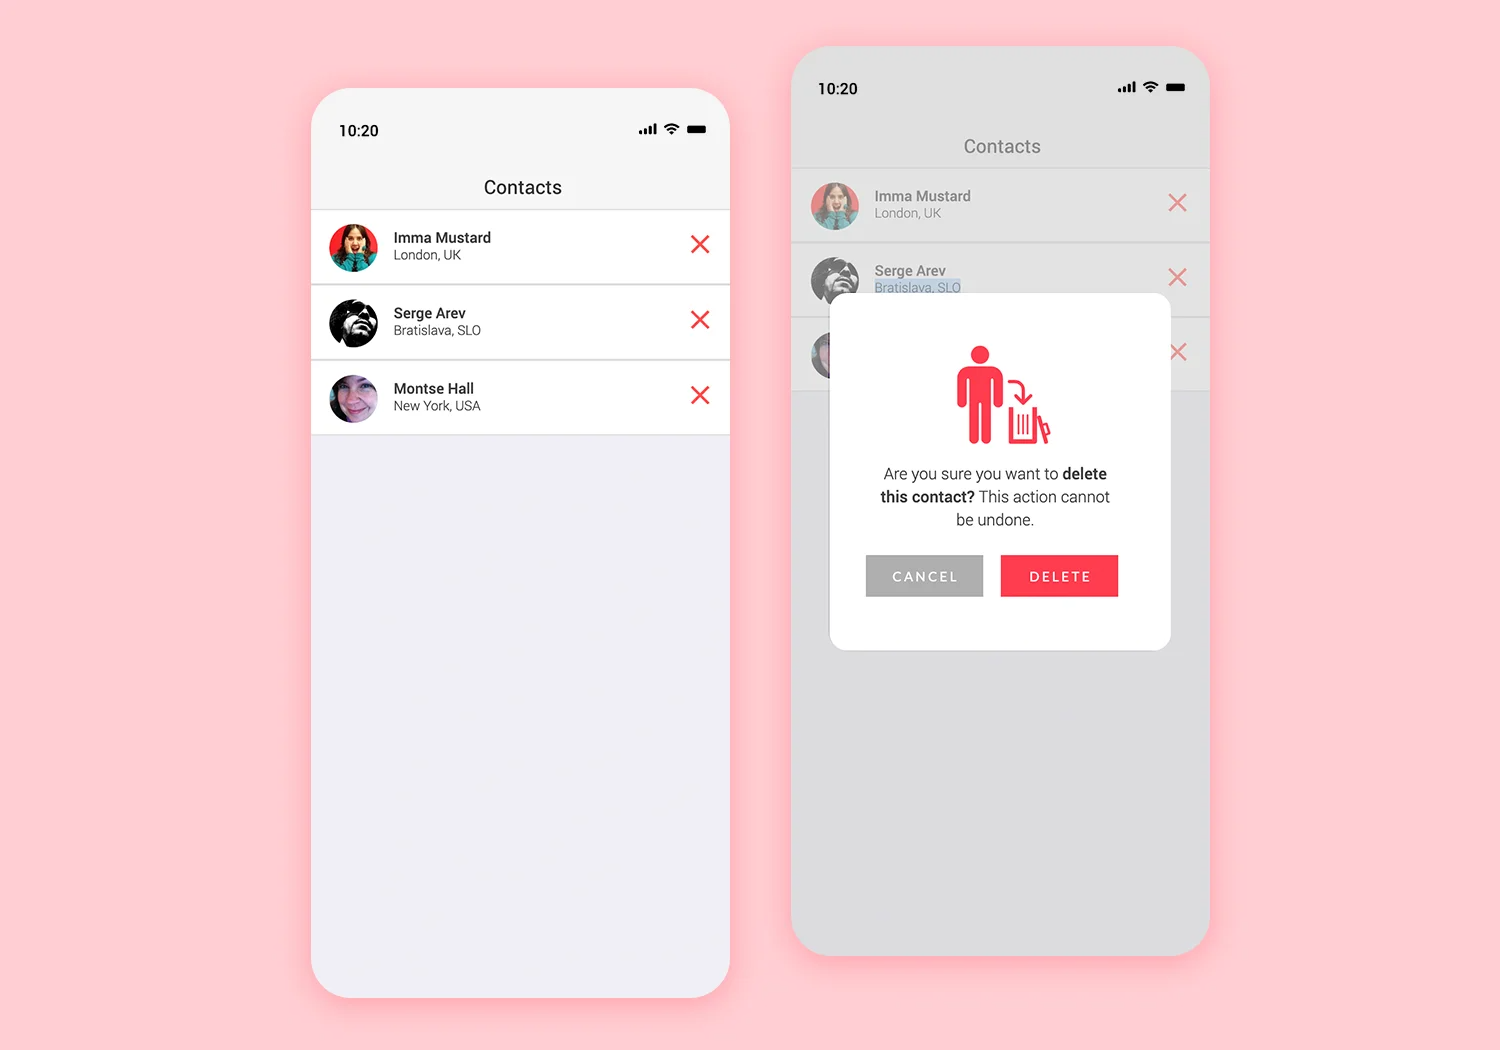 10:20
Contacts
Imma Mustard
London, UK
Serge Arev
Bratislava, SLO
Montse Hall
New York, USA
10:20
Contacts
Imma Mustard
London, UK
Serge Arev
Bratislava, SLO
Are you sure you want to delete
this contact? This action cannot
be undone.
CANCEL DELETE